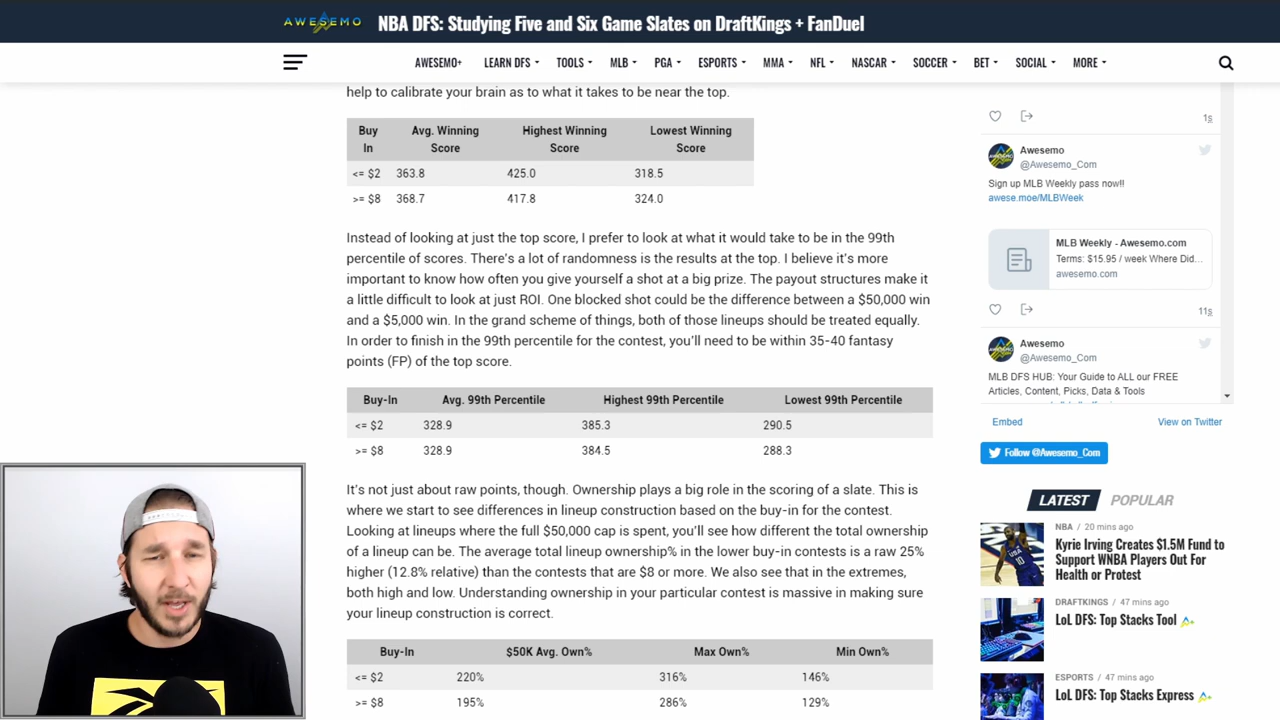 AWESEMO
NBA DFS: Studying Five and Six Game Slates on DraftKings + FanDuel
AWESEMO+ LEARN DFS TOOLS MLB PGA ESPORTS MMA NFL NASCAR SOCCER BET SOCIAL MORE
help to calibrate your brain as to what it takes to be near the top.
Buy In Avg. Winning Score Highest Winning Score Lowest Winning Score
<= $2 363.8 425.0 318.5
>= $8 368.7 417.8 324.0
Instead of looking at just the top score, I prefer to look at what it would take to be in the 99th
percentile of scores. There's a lot of randomness is the results at the top. I believe it's more
important to know how often you give yourself a shot at a big prize. The payout structures make it
a little difficult to look at just ROI. One blocked shot could be the difference between a $50,000 win
and a $5,000 win. In the grand scheme of things, both of those lineups should be treated equally.
In order to finish in the 99th percentile for the contest, you'll need to be within 35-40 fantasy
points (FP) of the top score.
Buy-In Avg. 99th Percentile Highest 99th Percentile Lowest 99th Percentile
<= $2 328.9 385.3 290.5
>= $8 328.9 384.5 288.3
It's not just about raw points, though. Ownership plays a big role in the scoring of a slate. This is
where we start to see differences in lineup construction based on the buy-in for the contest.
Looking at lineups where the full $50,000 cap is spent, you'll see how different the total ownership
of a lineup can be. The average total lineup ownership% in the lower buy-in contests is a raw 25%
higher (12.8% relative) than the contests that are $8 or more. We also see that in the extremes,
both high and low. Understanding ownership in your particular contest is massive in making sure
your lineup construction is correct.
Buy-In $50K Avg. Own% Max Own% Min Own%
<= $2 220% 316% 146%
>= $8 195% 286% 129%
1s
Awesemo
@Awesemo_Com
Sign up MLB Weekly pass now!!
awese.moe/MLBWeek
MLB Weekly - Awesemo.com
Terms: $15.95 / week Where Did...
awesemo.com
11s
Awesemo
@Awesemo_Com
MLB DFS HUB: Your Guide to ALL our FREE
Articles, Content, Picks, Data & Tools
Embed View on Twitter
Follow @Awesemo_Com
LATEST POPULAR
NBA / 20 mins ago
Kyrie Irving Creates $1.5M Fund to
Support WNBA Players Out For
Health or Protest
DRAFTKINGS / 47 mins ago
LoL DFS: Top Stacks Tool
ESPORTS / 47 mins ago
LoL DFS: Top Stacks Express